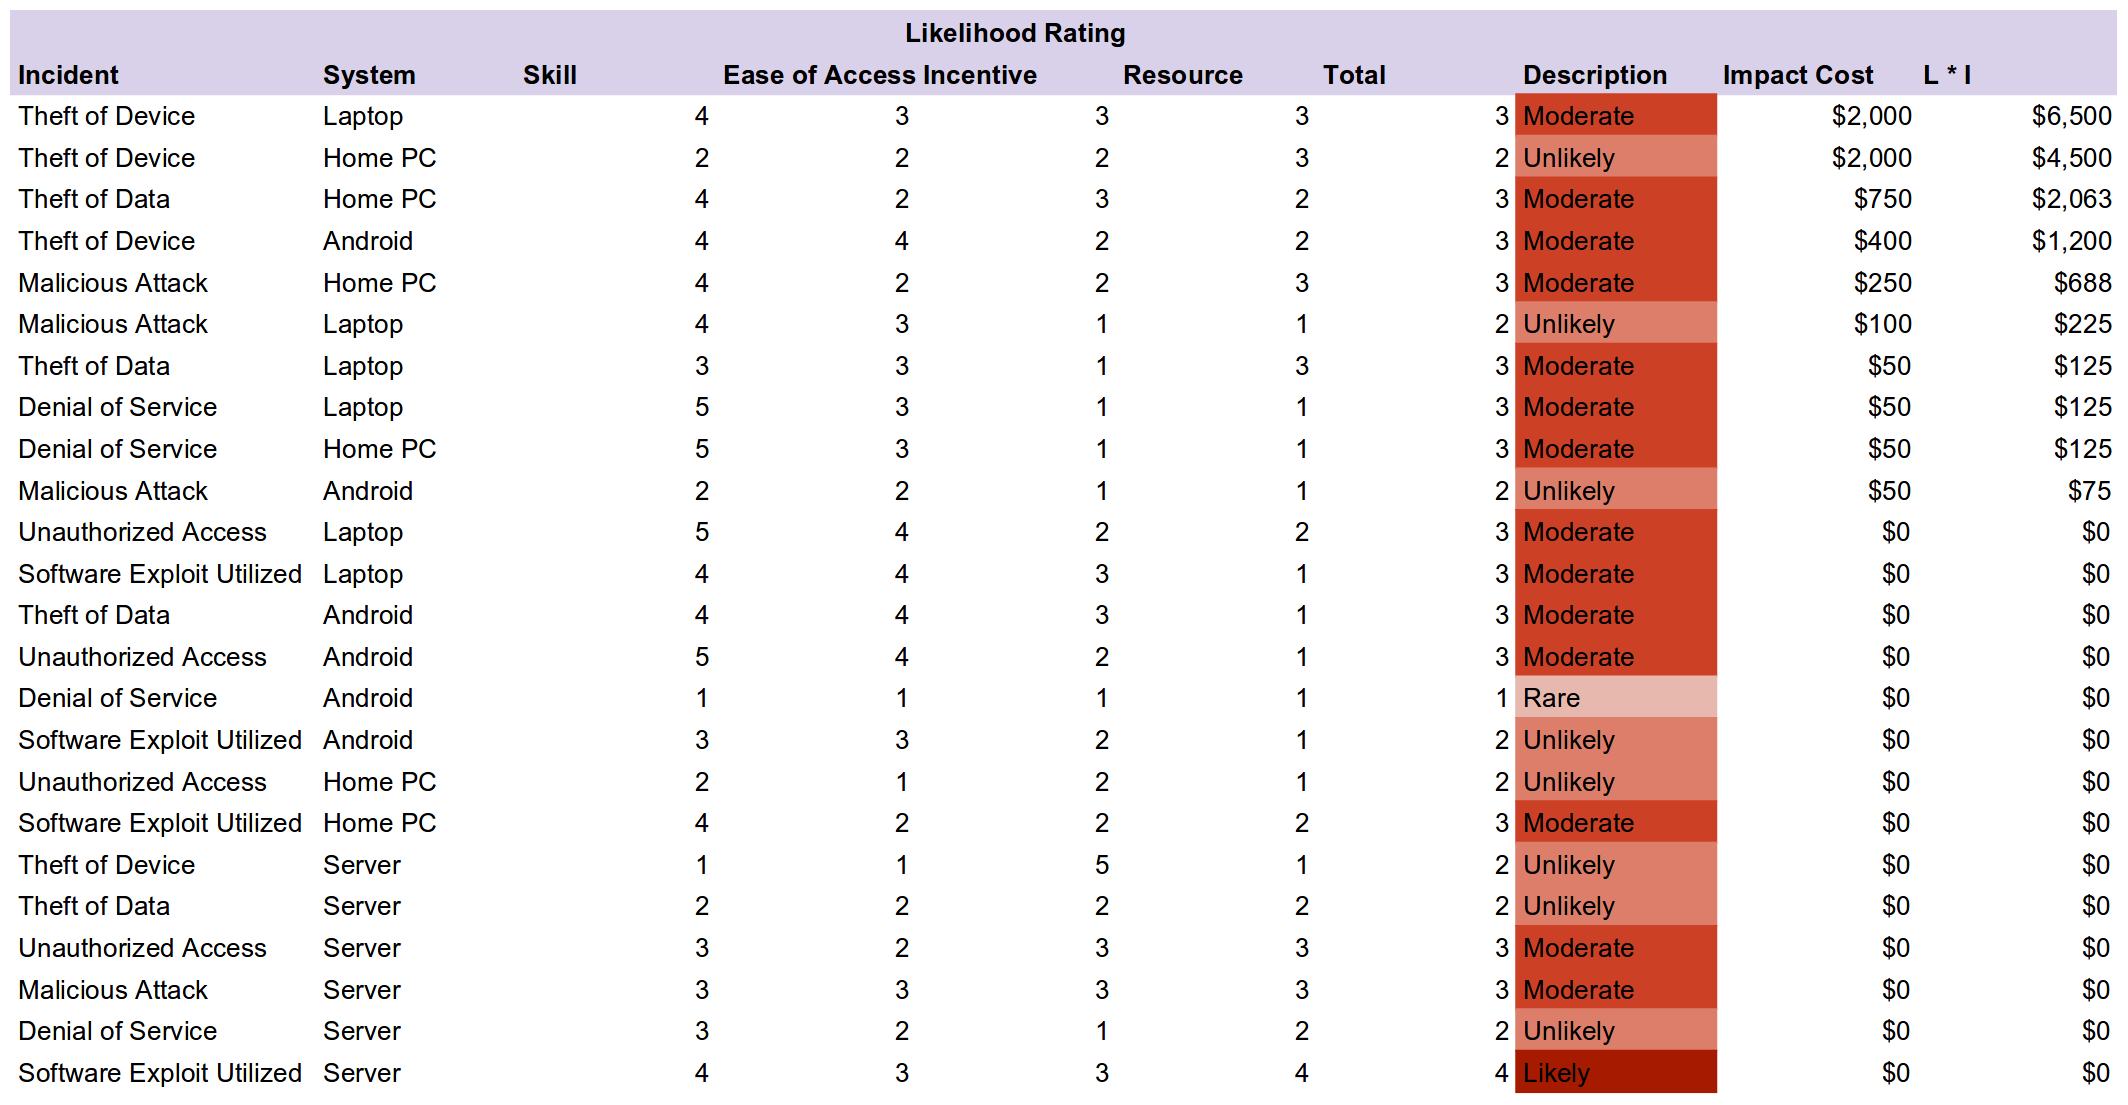 Likelihood Rating
Incident System Skill Ease of Access Incentive Resource Total Description Impact Cost L * I
Theft of Device Laptop 4 3 3 3 3 Moderate $2,000 $6,500
Theft of Device Home PC 2 2 2 3 2 Unlikely $2,000 $4,500
Theft of Data Home PC 4 2 3 2 3 Moderate $750 $2,063
Theft of Device Android 4 4 2 2 3 Moderate $400 $1,200
Malicious Attack Home PC 4 2 2 3 3 Moderate $250 $688
Malicious Attack Laptop 4 3 1 1 2 Unlikely $100 $225
Theft of Data Laptop 3 3 1 3 3 Moderate $50 $125
Denial of Service Laptop 5 3 1 1 3 Moderate $50 $125
Denial of Service Home PC 5 3 1 1 3 Moderate $50 $125
Malicious Attack Android 2 2 1 1 2 Unlikely $50 $75
Unauthorized Access Laptop 5 4 2 2 3 Moderate $0 $0
Software Exploit Utilized Laptop 4 4 3 1 3 Moderate $0 $0
Theft of Data Android 4 4 3 1 3 Moderate $0 $0
Unauthorized Access Android 5 4 2 1 3 Moderate $0 $0
Denial of Service Android 1 1 1 1 1 Rare $0 $0
Software Exploit Utilized Android 3 3 2 1 2 Unlikely $0 $0
Unauthorized Access Home PC 2 1 2 1 2 Unlikely $0 $0
Software Exploit Utilized Home PC 4 2 2 2 3 Moderate $0 $0
Theft of Device Server 1 1 5 1 2 Unlikely $0 $0
Theft of Data Server 2 2 2 2 2 Unlikely $0 $0
Unauthorized Access Server 3 2 3 3 3 Moderate $0 $0
Malicious Attack Server 3 3 3 3 3 Moderate $0 $0
Denial of Service Server 3 2 1 2 2 Unlikely $0 $0
Software Exploit Utilized Server 4 3 3 4 4 Likely $0 $0